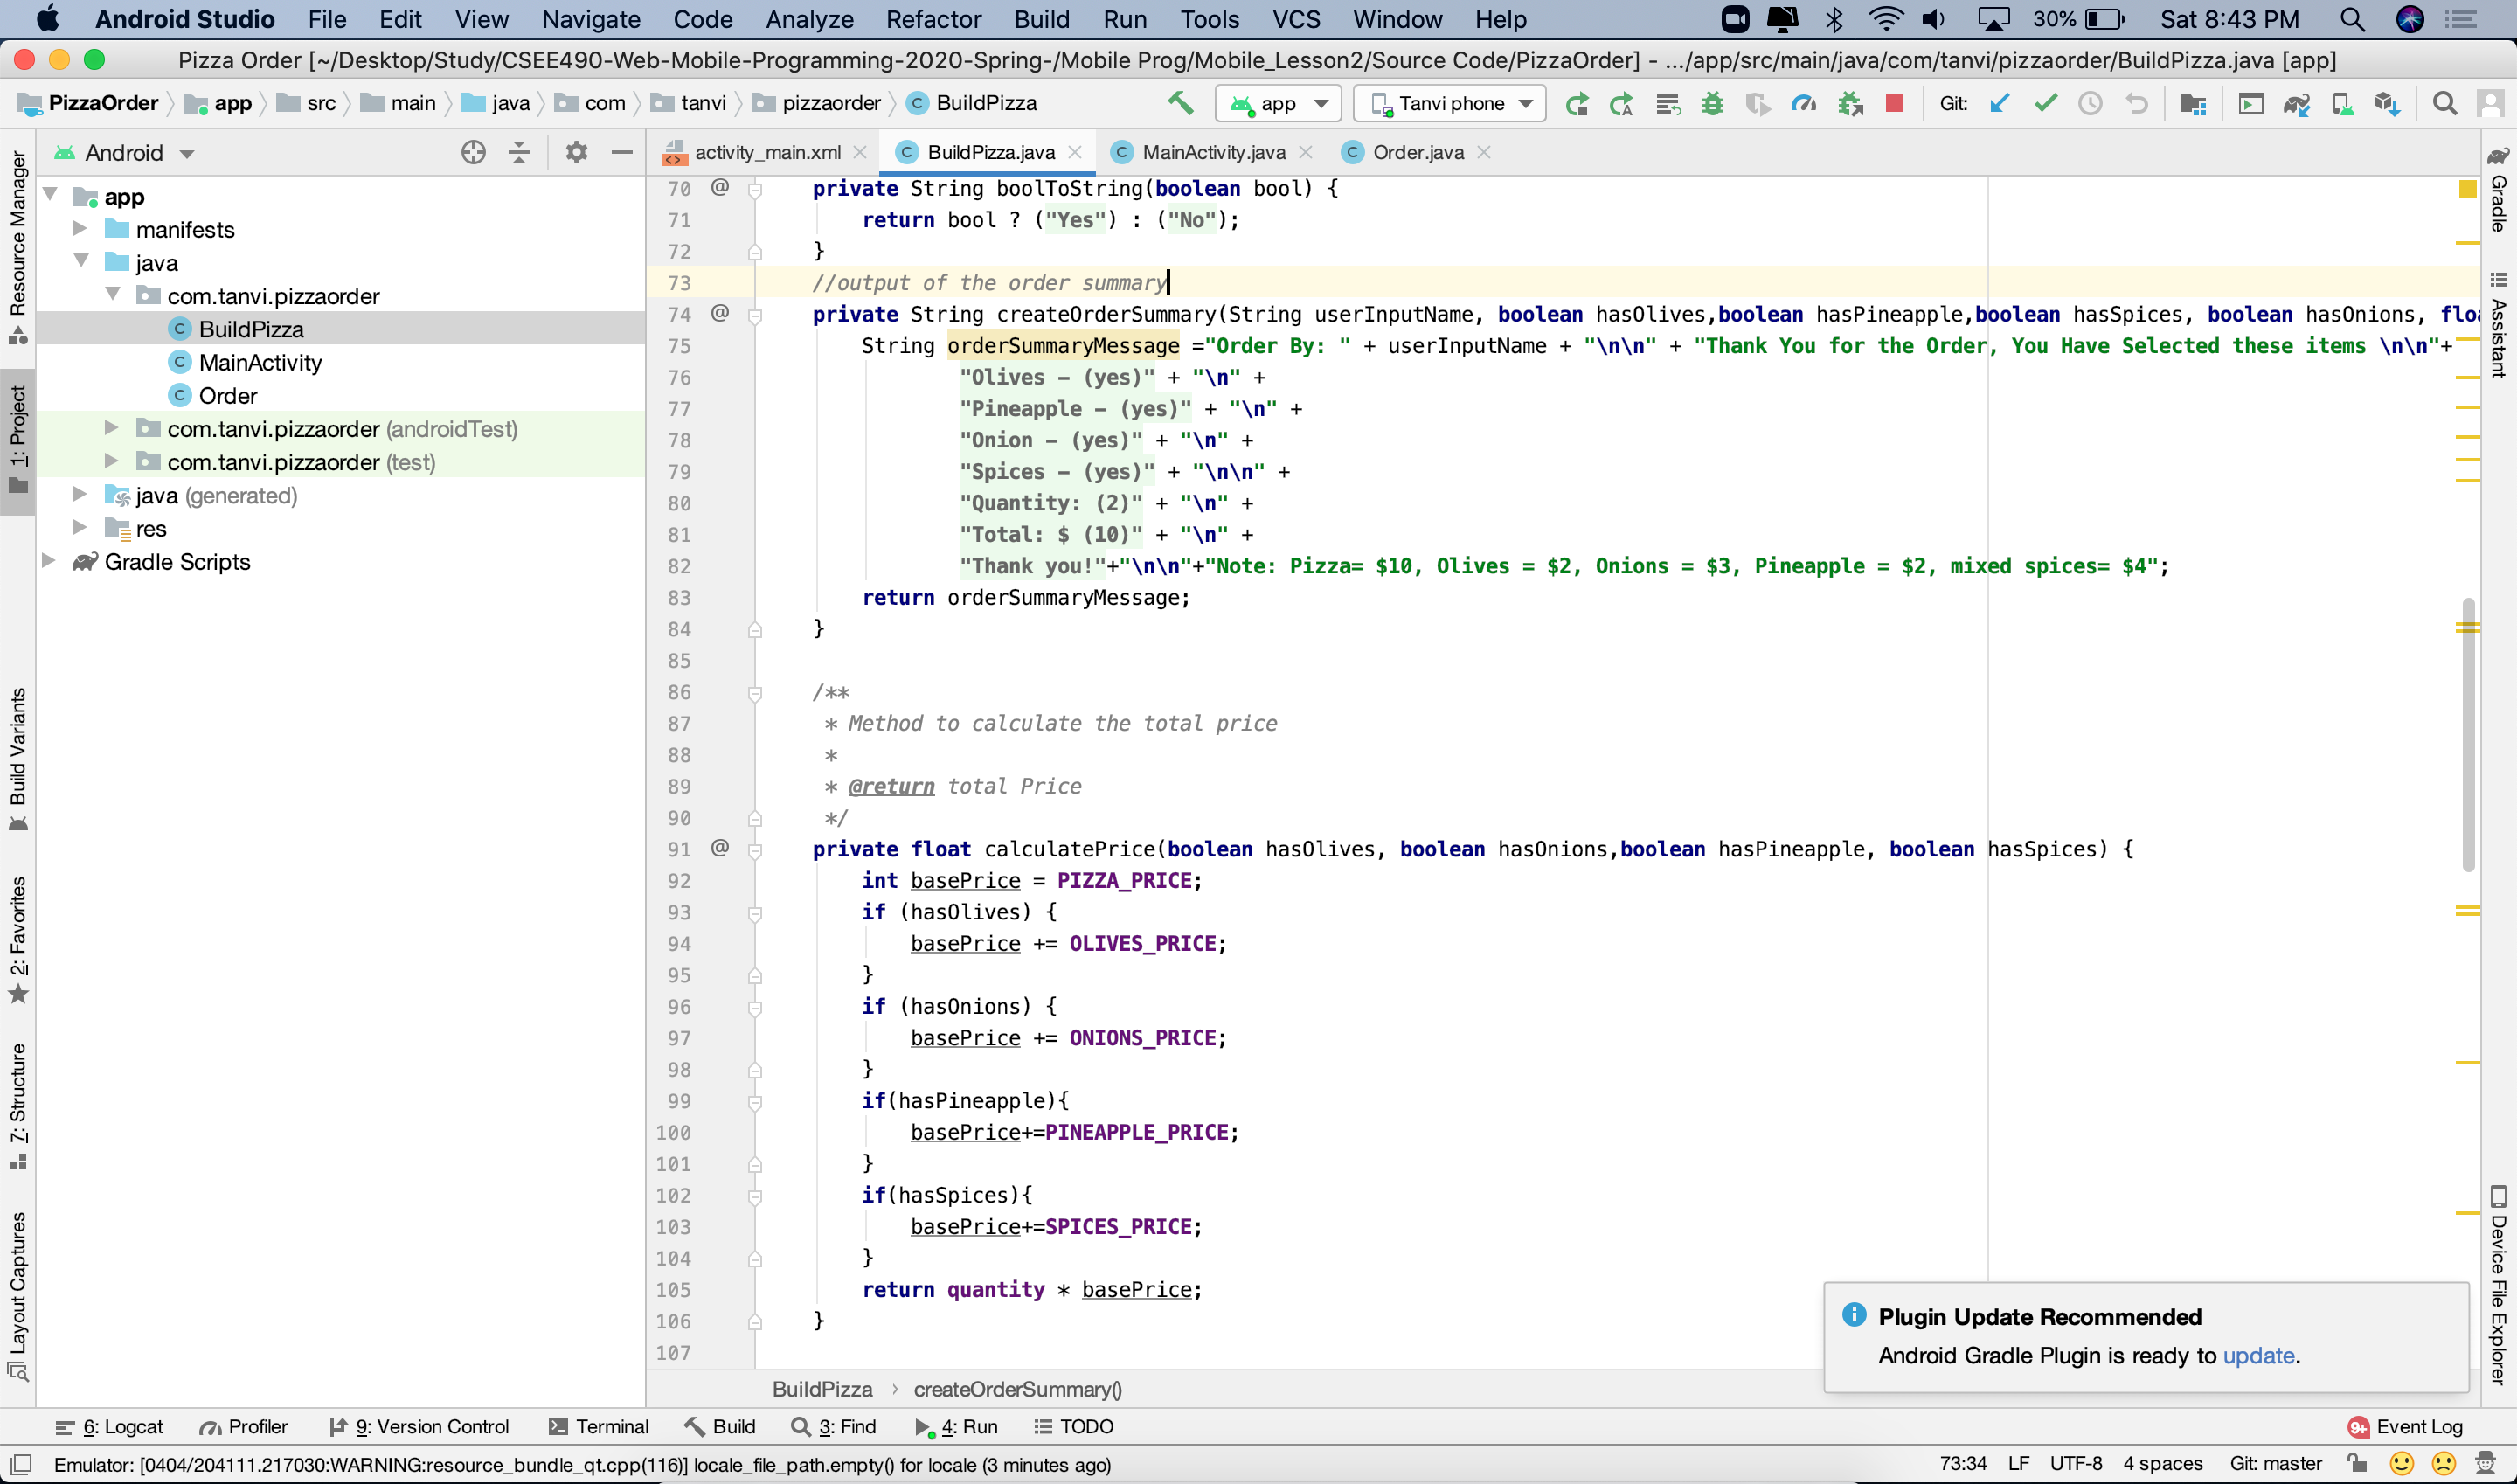 Android Studio File Edit View Navigate Code Analyze Refactor Build Run Tools VCS Window Help 30% Sat 8:43 PM
Pizza Order [~/Desktop/Study/CSEE490-Web-Mobile-Programming-2020-Spring-/Mobile Prog/Mobile_Lesson2/Source Code/PizzaOrder] - .../app/src/main/java/com/tanvi/pizzaorder/BuildPizza.java [app]
PizzaOrder app src main java com tanvi pizzaorder C BuildPizza app Tanvi phone Git:
Android
activity_main.xml C BuildPizza.java C MainActivity.java C Order.java
Resource Manager
1: Project
Build Variants
2: Favorites
7: Structure
Layout Captures
app
manifests
java
com.tanvi.pizzaorder
C BuildPizza
C MainActivity
C Order
com.tanvi.pizzaorder (androidTest)
com.tanvi.pizzaorder (test)
java (generated)
res
Gradle Scripts
70 @ private String boolToString(boolean bool) {
71 return bool ? ("Yes") : ("No");
72 }
73 //output of the order summary
74 @ private String createOrderSummary(String userInputName, boolean hasOlives,boolean hasPineapple,boolean hasSpices, boolean hasOnions, floa
75 String orderSummaryMessage ="Order By: " + userInputName + "\n\n" + "Thank You for the Order, You Have Selected these items \n\n"+
76 "Olives – (yes)" + "\n" +
77 "Pineapple – (yes)" + "\n" +
78 "Onion – (yes)" + "\n" +
79 "Spices – (yes)" + "\n\n" +
80 "Quantity: (2)" + "\n" +
81 "Total: $ (10)" + "\n" +
82 "Thank you!"+"\n\n"+"Note: Pizza= $10, Olives = $2, Onions = $3, Pineapple = $2, mixed spices= $4";
83 return orderSummaryMessage;
84 }
85
86 /**
87 * Method to calculate the total price
88 *
89 * @return total Price
90 */
91 @ private float calculatePrice(boolean hasOlives, boolean hasOnions,boolean hasPineapple, boolean hasSpices) {
92 int basePrice = PIZZA_PRICE;
93 if (hasOlives) {
94 basePrice += OLIVES_PRICE;
95 }
96 if (hasOnions) {
97 basePrice += ONIONS_PRICE;
98 }
99 if(hasPineapple){
100 basePrice+=PINEAPPLE_PRICE;
101 }
102 if(hasSpices){
103 basePrice+=SPICES_PRICE;
104 }
105 return quantity * basePrice;
106 }
107
Gradle
Assistant
Device File Explorer
Plugin Update Recommended
Android Gradle Plugin is ready to update.
BuildPizza createOrderSummary()
6: Logcat Profiler 9: Version Control Terminal Build 3: Find 4: Run TODO 9+ Event Log
Emulator: [0404/204111.217030:WARNING:resource_bundle_qt.cpp(116)] locale_file_path.empty() for locale (3 minutes ago) 73:34 LF UTF-8 4 spaces Git: master